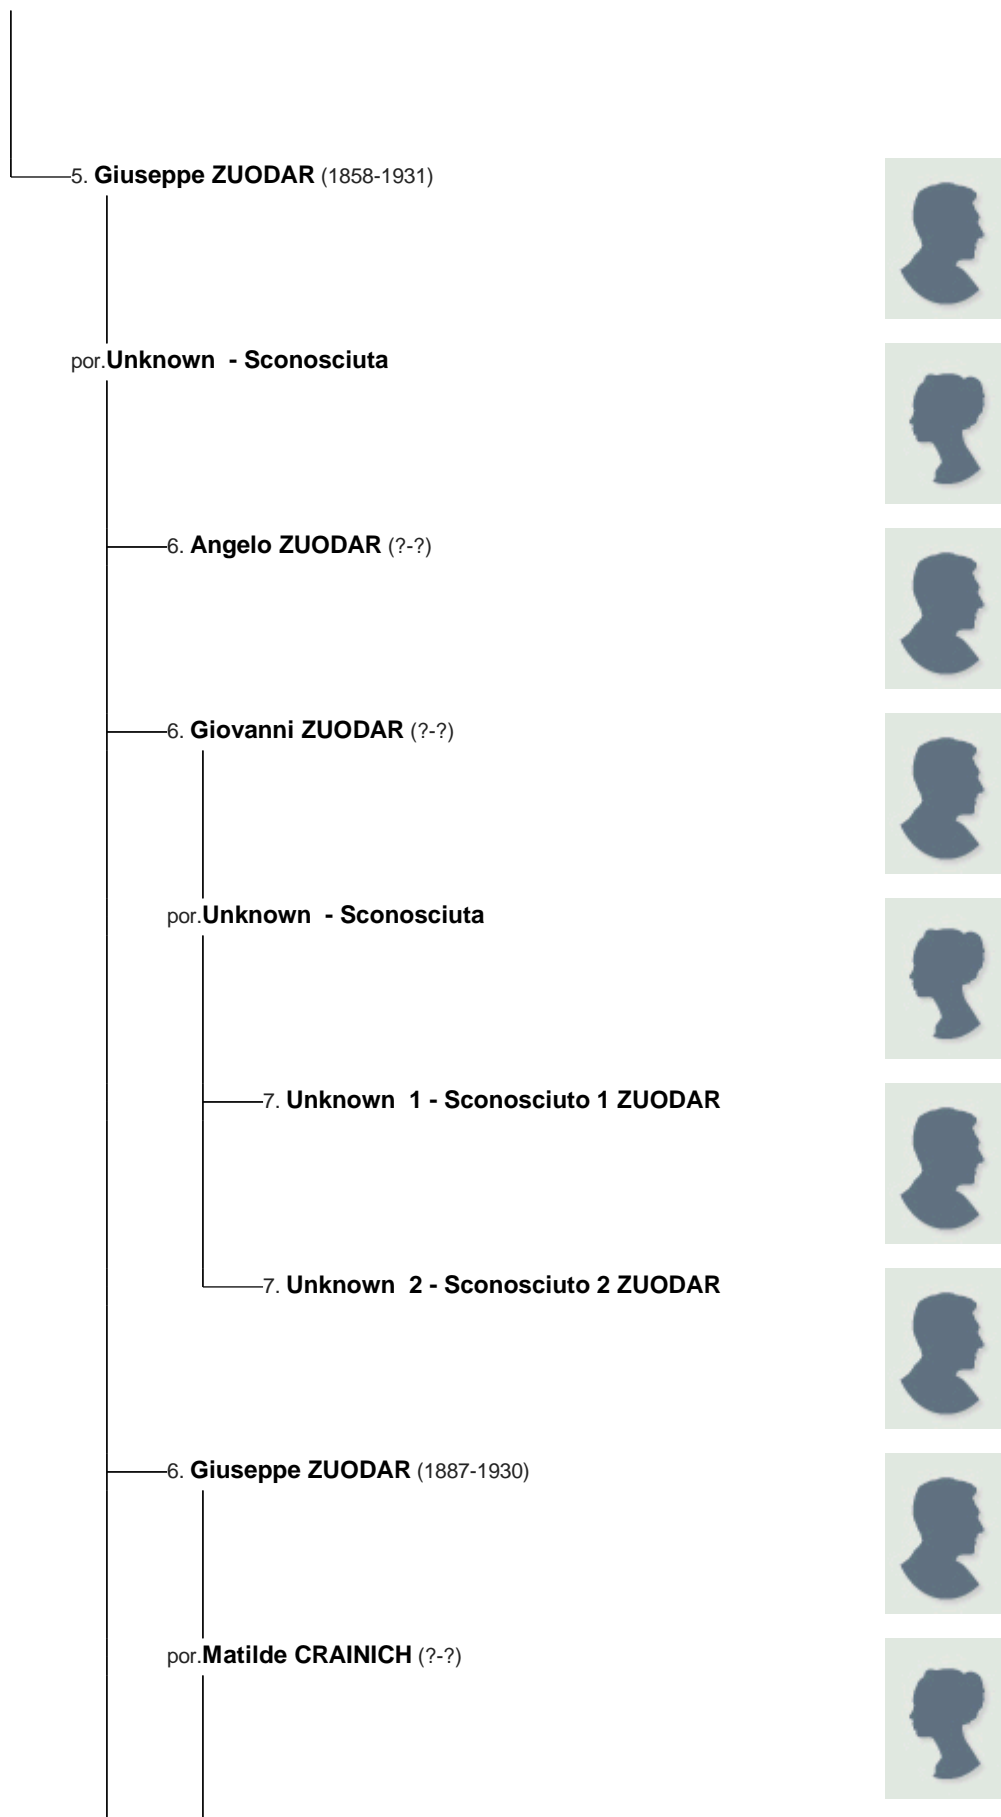 5. Giuseppe ZUODAR (1858-1931)
por.Unknown  - Sconosciuta
6. Angelo ZUODAR (?-?)
6. Giovanni ZUODAR (?-?)
por.Unknown  - Sconosciuta
7. Unknown  1 - Sconosciuto 1 ZUODAR
7. Unknown  2 - Sconosciuto 2 ZUODAR
6. Giuseppe ZUODAR (1887-1930)
por.Matilde CRAINICH (?-?)